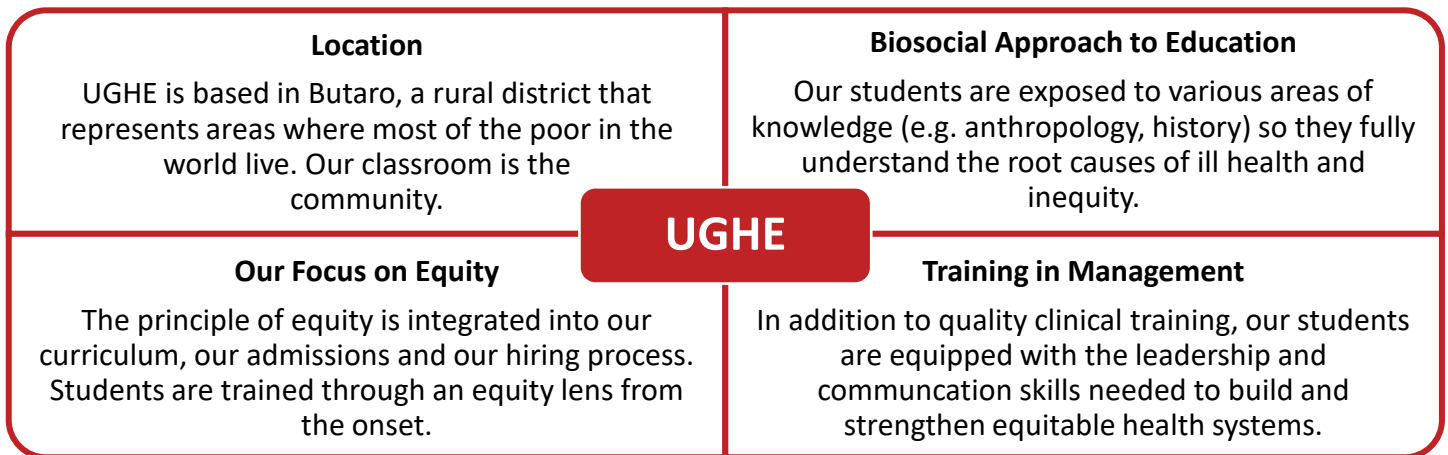 Location
UGHE is based in Butaro, a rural district that
represents areas where most of the poor in the
world live. Our classroom is the
community.
Biosocial Approach to Education
Our students are exposed to various areas of
knowledge (e.g. anthropology, history) so they fully
understand the root causes of ill health and
inequity.
UGHE
Our Focus on Equity
The principle of equity is integrated into our
curriculum, our admissions and our hiring process.
Students are trained through an equity lens from
the onset.
Training in Management
In addition to quality clinical training, our students
are equipped with the leadership and
communcation skills needed to build and
strengthen equitable health systems.